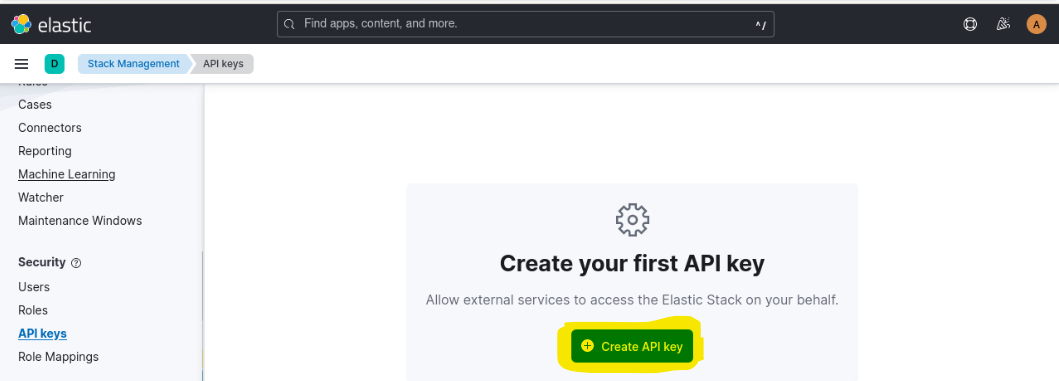 elastic
Find apps, content, and more.
^/
A
D
Stack Management
API keys
Rules
Cases
Connectors
Reporting
Machine Learning
Watcher
Maintenance Windows
Security
Users
Roles
API keys
Role Mappings
Create your first API key
Allow external services to access the Elastic Stack on your behalf.
Create API key